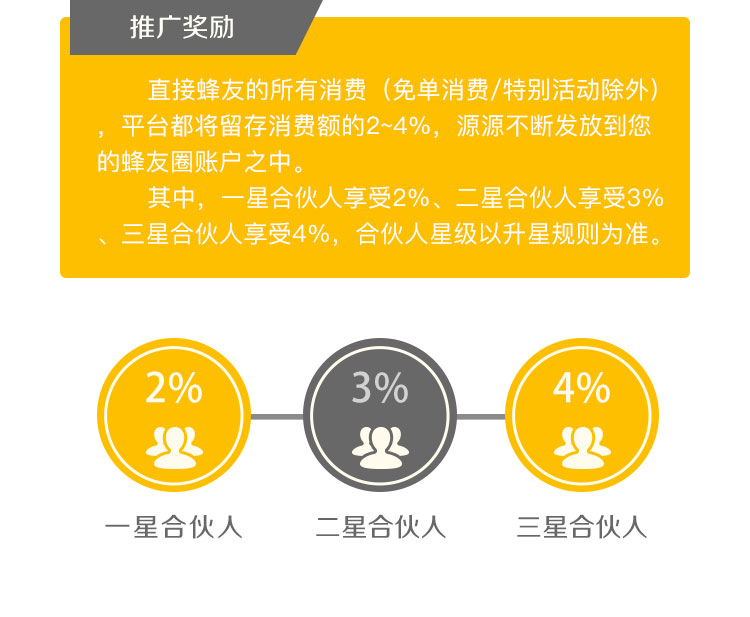 推广奖励
直接蜂友的所有消费（免单消费/特别活动除外）
，平台都将留存消费额的2~4%，源源不断发放到您
的蜂友圈账户之中。
其中，一星合伙人享受2%、二星合伙人享受3%
、三星合伙人享受4%，合伙人星级以升星规则为准。
2%
3%
4%
一星合伙人
二星合伙人
三星合伙人